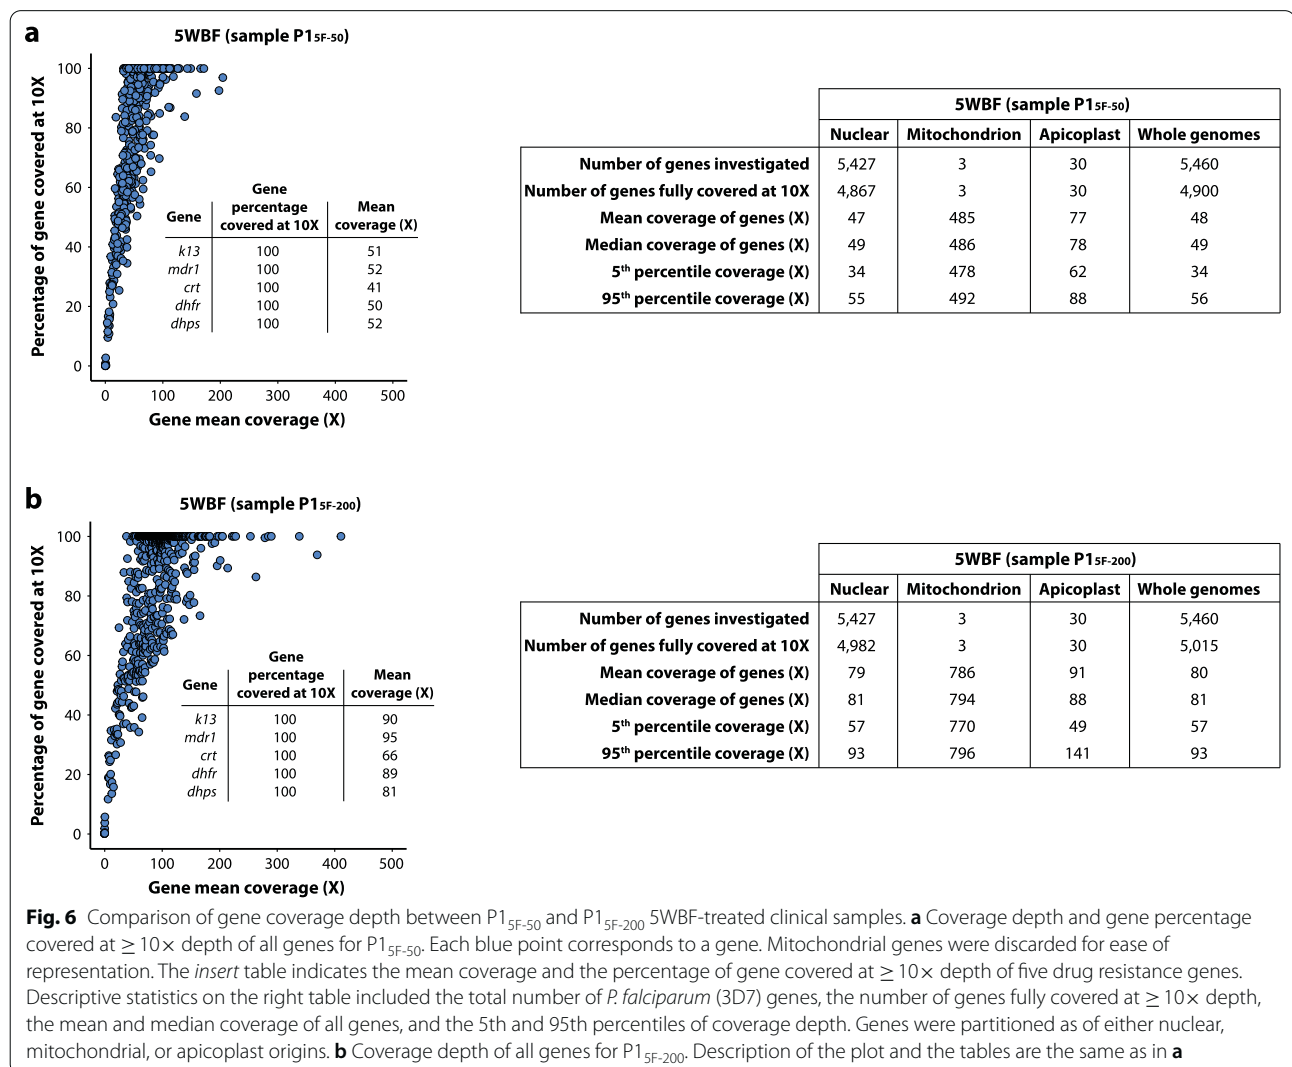 a
5WBF (sample P15F-50)
Percentage of gene covered at 10X
100
80
60
40
20
0
0 100 200 300 400 500
Gene mean coverage (X)
Gene Gene percentage covered at 10X Mean coverage (X)
k13 100 51
mdr1 100 52
crt 100 41
dhfr 100 50
dhps 100 52
5WBF (sample P15F-50)
Nuclear Mitochondrion Apicoplast Whole genomes
Number of genes investigated 5,427 3 30 5,460
Number of genes fully covered at 10X 4,867 3 30 4,900
Mean coverage of genes (X) 47 485 77 48
Median coverage of genes (X) 49 486 78 49
5th percentile coverage (X) 34 478 62 34
95th percentile coverage (X) 55 492 88 56
b
5WBF (sample P15F-200)
Percentage of gene covered at 10X
100
80
60
40
20
0
0 100 200 300 400 500
Gene mean coverage (X)
Gene Gene percentage covered at 10X Mean coverage (X)
k13 100 90
mdr1 100 95
crt 100 66
dhfr 100 89
dhps 100 81
5WBF (sample P15F-200)
Nuclear Mitochondrion Apicoplast Whole genomes
Number of genes investigated 5,427 3 30 5,460
Number of genes fully covered at 10X 4,982 3 30 5,015
Mean coverage of genes (X) 79 786 91 80
Median coverage of genes (X) 81 794 88 81
5th percentile coverage (X) 57 770 49 57
95th percentile coverage (X) 93 796 141 93
Fig. 6 Comparison of gene coverage depth between P15F-50 and P15F-200 5WBF-treated clinical samples. a Coverage depth and gene percentage
covered at ≥ 10× depth of all genes for P15F-50. Each blue point corresponds to a gene. Mitochondrial genes were discarded for ease of
representation. The insert table indicates the mean coverage and the percentage of gene covered at ≥ 10× depth of five drug resistance genes.
Descriptive statistics on the right table included the total number of P. falciparum (3D7) genes, the number of genes fully covered at ≥ 10× depth,
the mean and median coverage of all genes, and the 5th and 95th percentiles of coverage depth. Genes were partitioned as of either nuclear,
mitochondrial, or apicoplast origins. b Coverage depth of all genes for P15F-200. Description of the plot and the tables are the same as in a